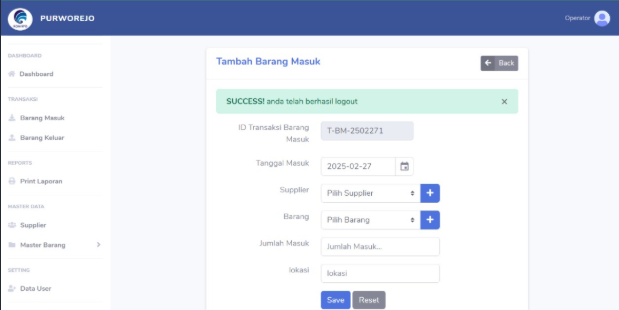 PURWOREJO
Operator
DASHBOARD
Dashboard
TRANSAKSI
Barang Masuk
Barang Keluar
REPORTS
Print Laporan
MASTER DATA
Supplier
Master Barang
SETTING
Data User
Tambah Barang Masuk
Back
SUCCESS! anda telah berhasil logout
×
ID Transaksi Barang
Masuk
T-BM-2502271
Tanggal Masuk
2025-02-27
Supplier
Pilih Supplier
+
Barang
Pilih Barang
+
Jumlah Masuk
Jumlah Masuk...
lokasi
lokasi
Save
Reset